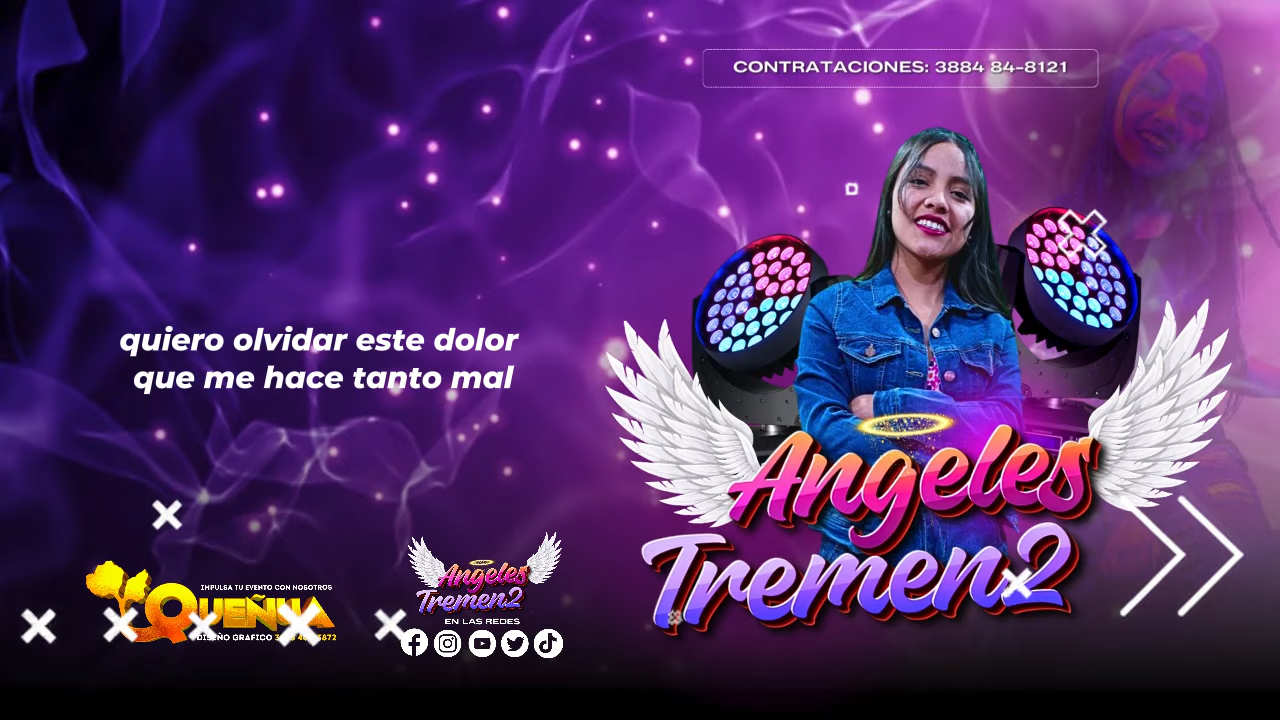 CONTRATACIONES: 3884 84-8121
quiero olvidar este dolor
que me hace tanto mal
Angeles
Tremen2
IMPULSA TU EVENTO CON NOSOTROS
DISEÑO GRAFICO
Angeles
Tremen2
EN LAS REDES